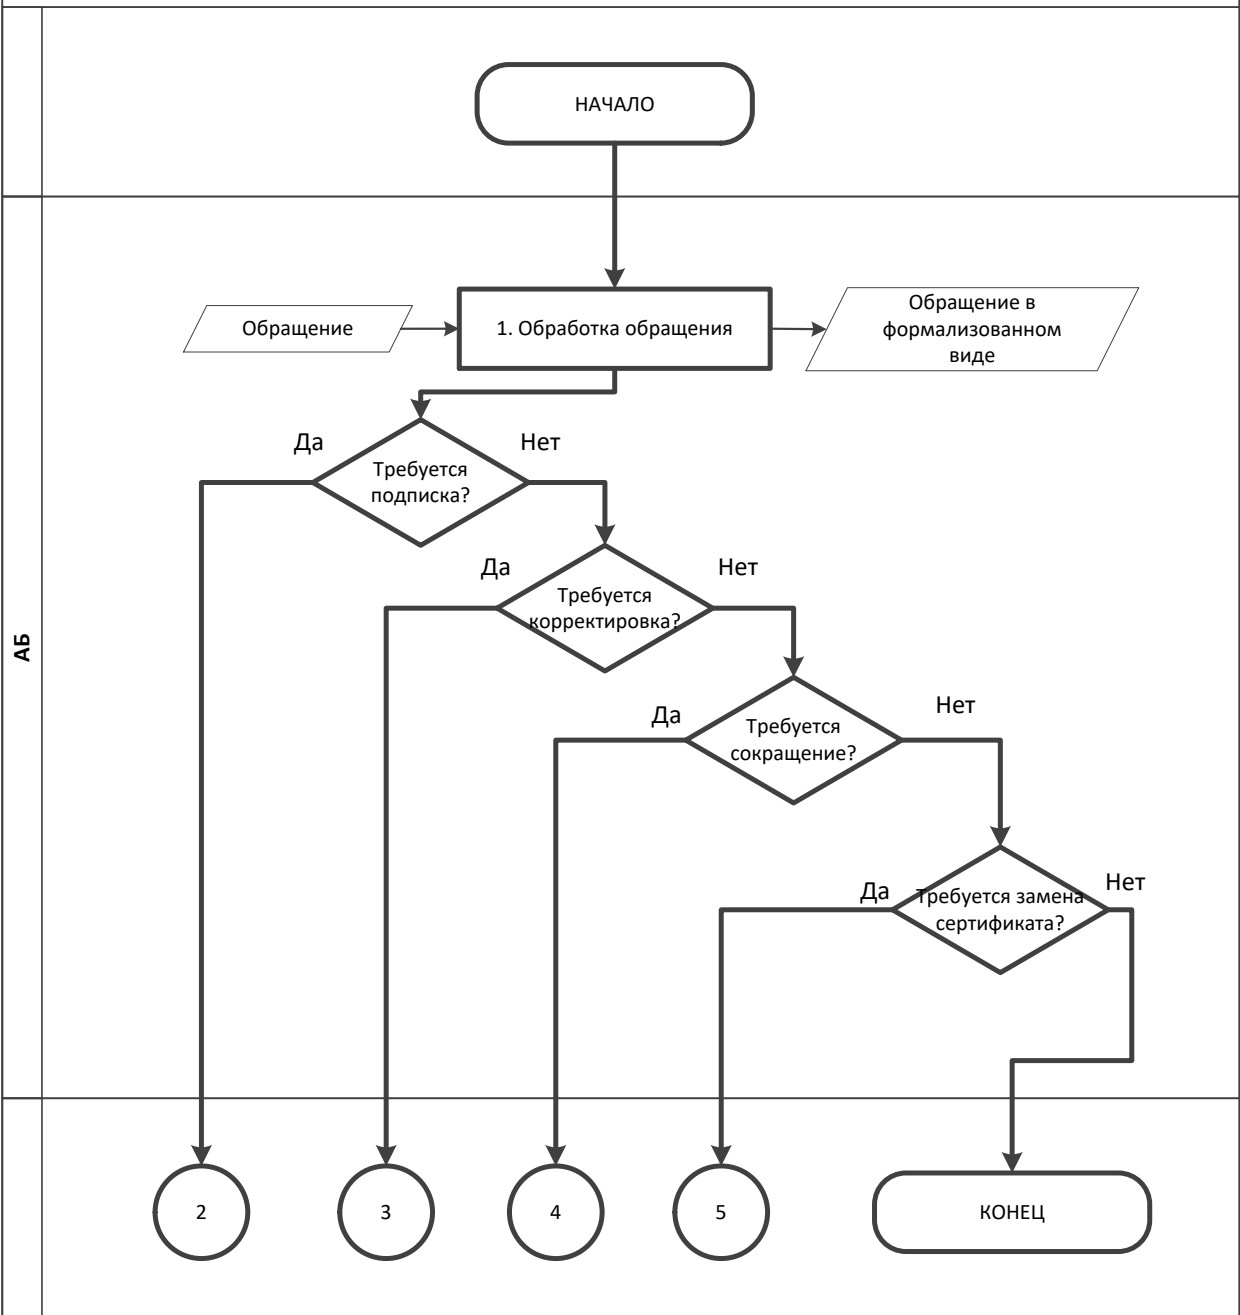 НАЧАЛО
Обращение
1. Обработка обращения
Обращение в
формализованном
виде
Да
Нет
Требуется
подписка?
Да
Нет
Требуется
корректировка?
Да
Нет
Требуется
сокращение?
АБ
Да
Нет
Требуется замена
сертификата?
2
3
4
5
КОНЕЦ